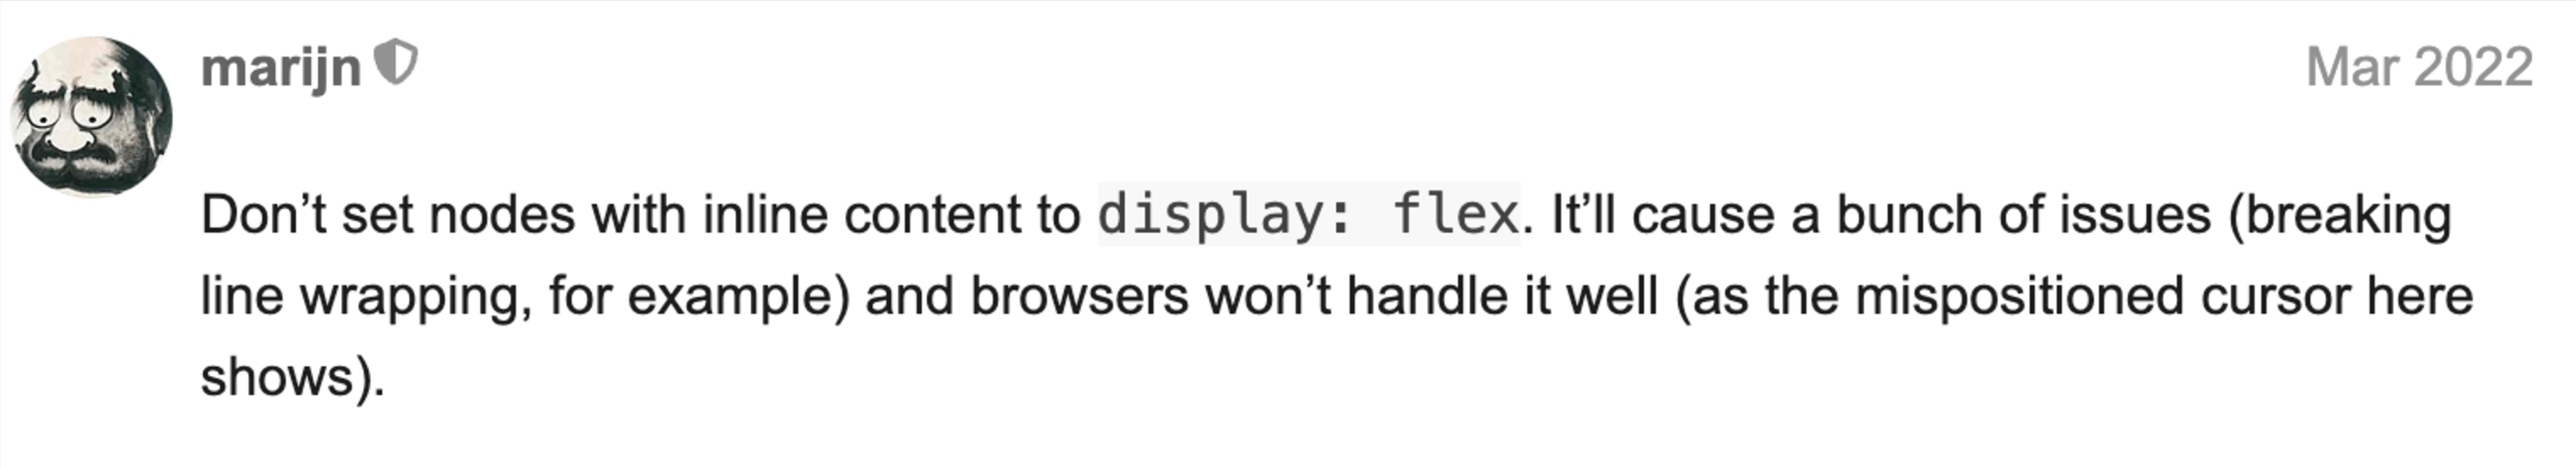 marijn
Mar 2022
Don’t set nodes with inline content to display: flex. It’ll cause a bunch of issues (breaking
line wrapping, for example) and browsers won’t handle it well (as the mispositioned cursor here
shows).